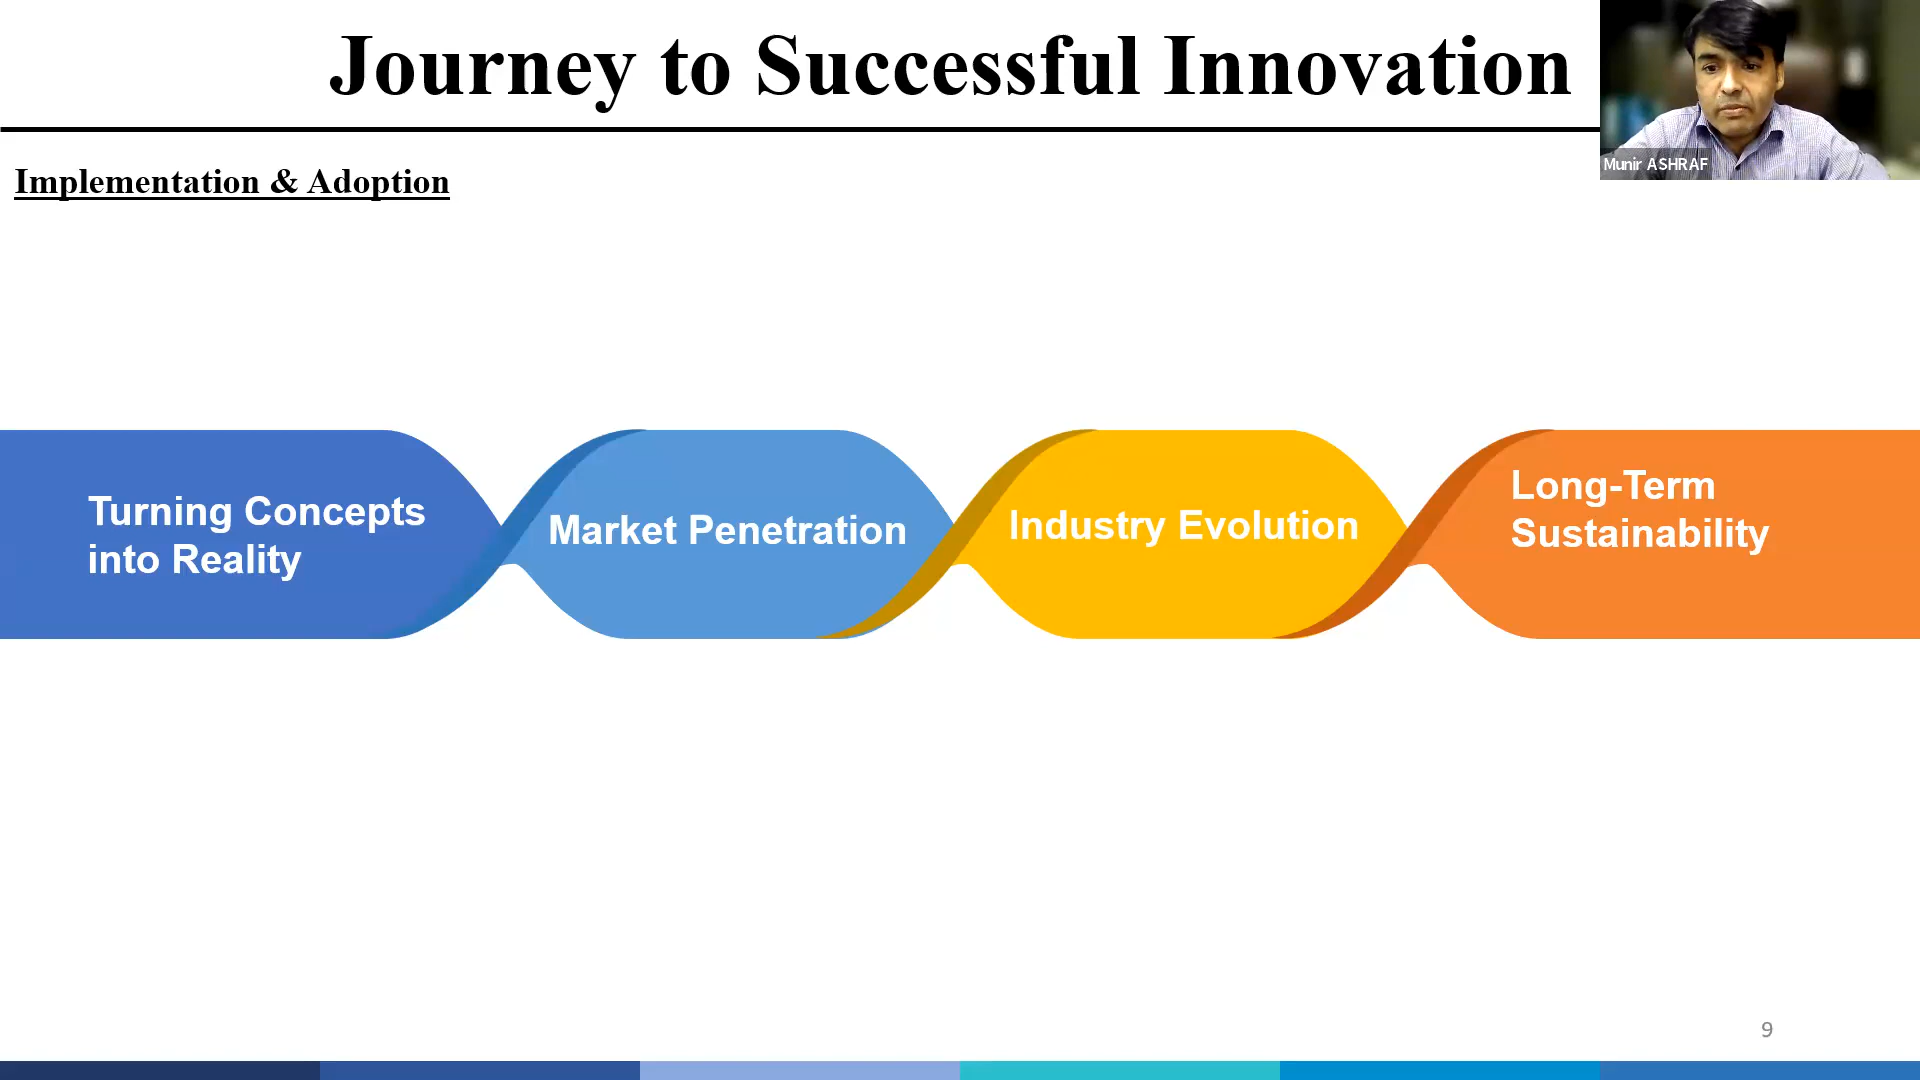 Journey to Successful Innovation
Munir ASHRAF
Implementation & Adoption
Turning Concepts
into Reality
Market Penetration
Industry Evolution
Long-Term
Sustainability
9